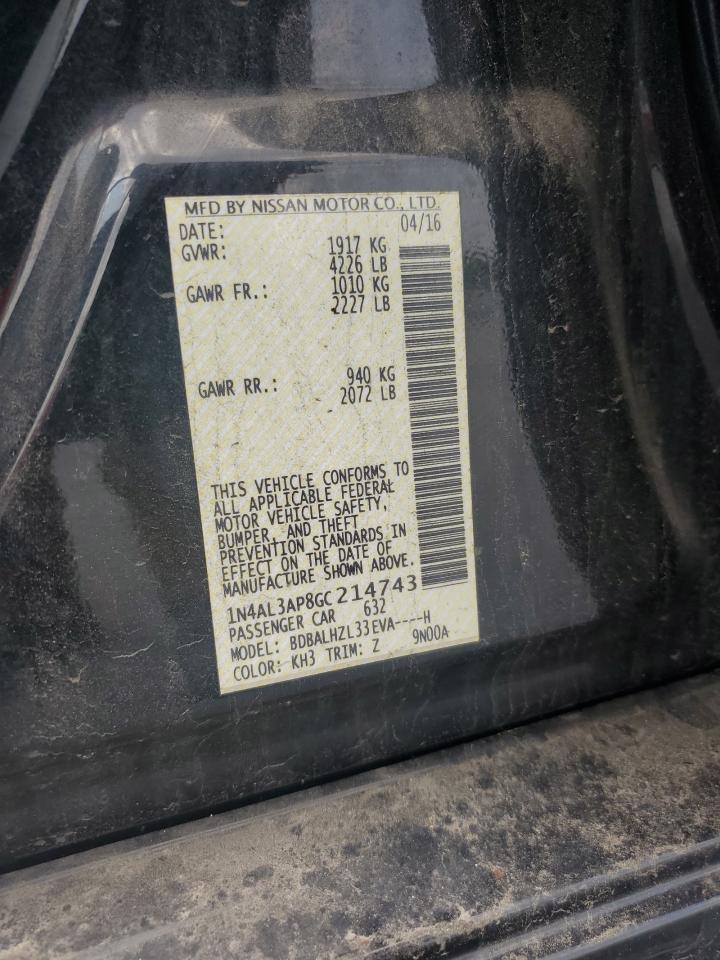 MFD BY NISSAN MOTOR CO., LTD.
DATE: 04/16
GVWR: 1917 KG
4226 LB
GAWR FR.: 1010 KG
2227 LB
GAWR RR.: 940 KG
2072 LB
THIS VEHICLE CONFORMS TO
ALL APPLICABLE FEDERAL
MOTOR VEHICLE SAFETY,
BUMPER, AND THEFT
PREVENTION STANDARDS IN
EFFECT ON THE DATE OF
MANUFACTURE SHOWN ABOVE.
1N4AL3AP8GC214743
PASSENGER CAR 632
MODEL: BDBALHZL33EVA----H
COLOR: KH3 TRIM: Z 9N00A